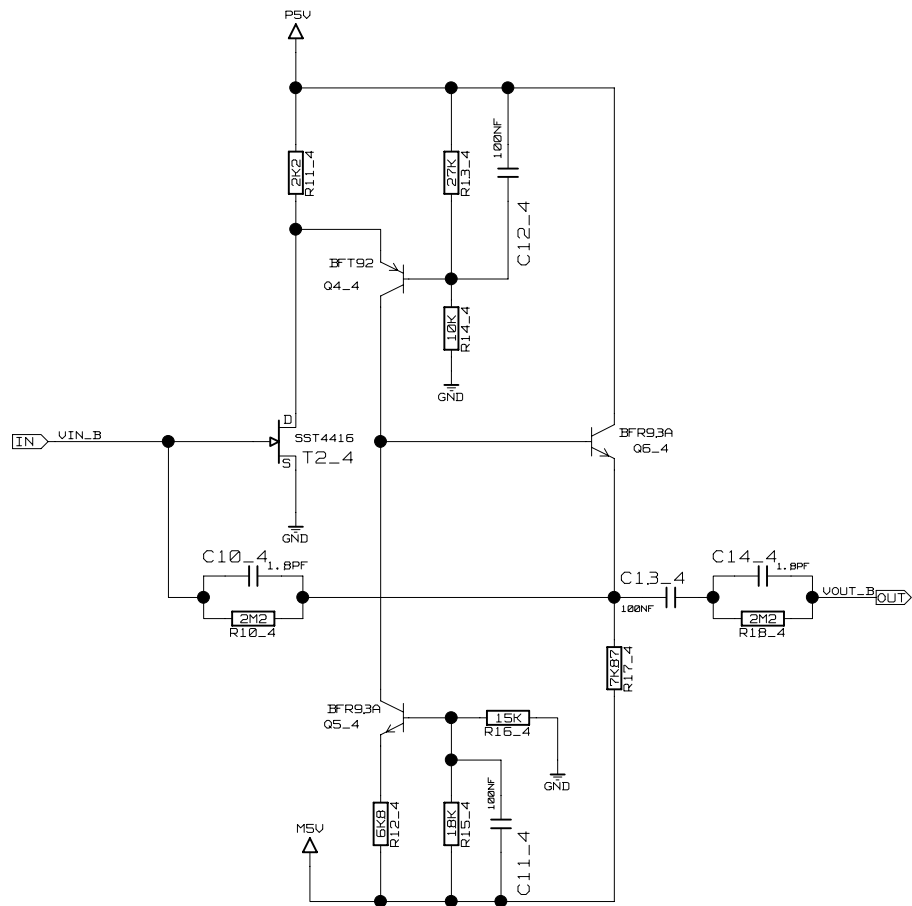 P5V
2K2
R11_4
27K
R13_4
100NF
C12_4
BFT92
Q4_4
10K
R14_4
GND
IN
VIN_B
D
SST4416
S
T2_4
GND
BFR93A
Q6_4
C10_4
1.8PF
2M2
R10_4
C13_4
100NF
C14_4
1.8PF
2M2
R18_4
VOUT_B
OUT
7K87
R17_4
BFR93A
Q5_4
15K
R16_4
GND
6K8
R12_4
18K
R15_4
100NF
C11_4
M5V